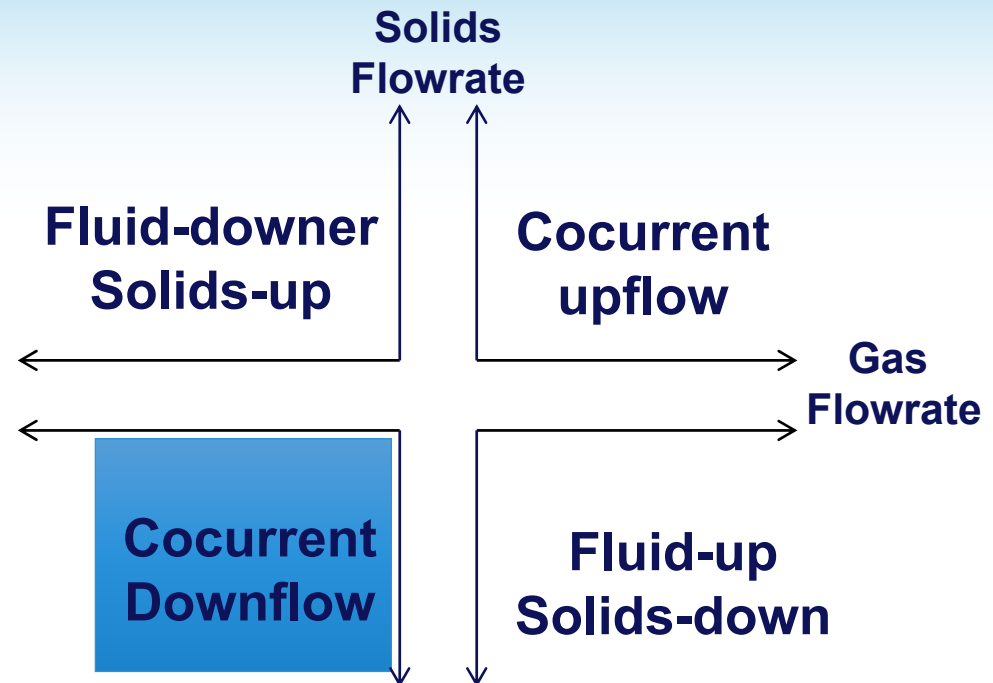 Solids
Flowrate
Fluid-downer
Solids-up
Cocurrent
upflow
Gas
Flowrate
Cocurrent
Downflow
Fluid-up
Solids-down